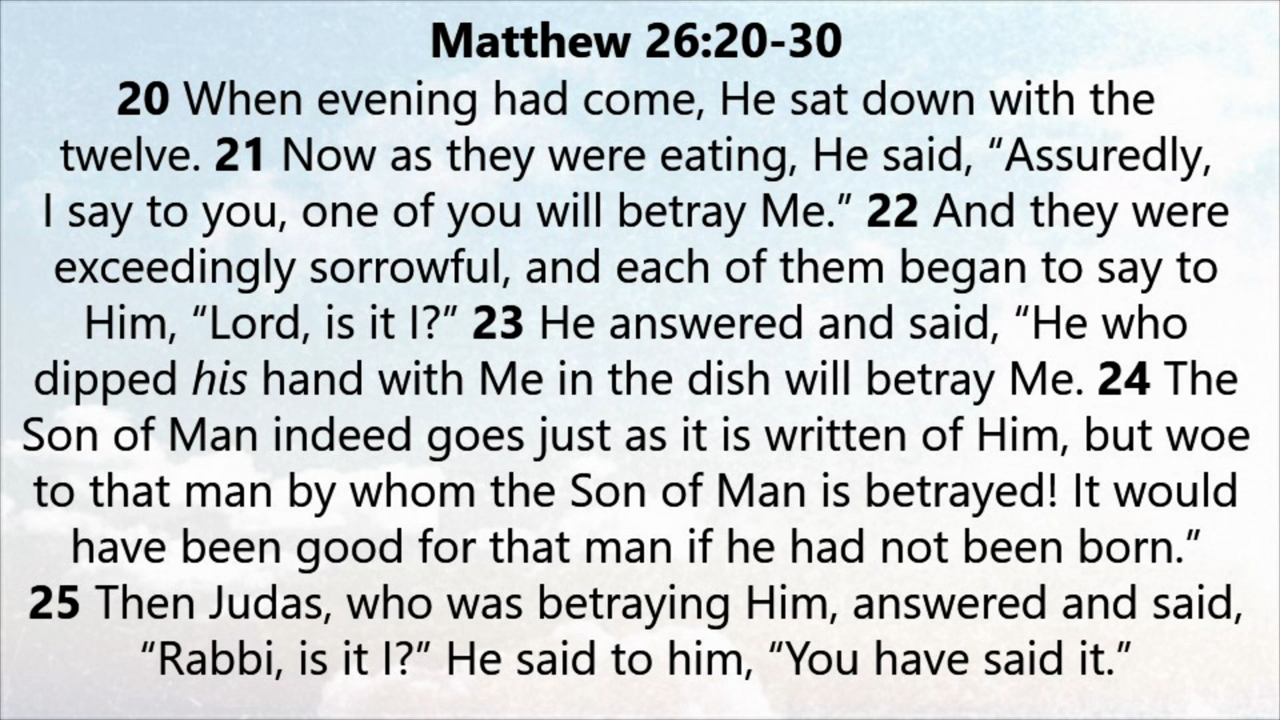 Matthew 26:20-30
20 When evening had come, He sat down with the
twelve. 21 Now as they were eating, He said, “Assuredly,
I say to you, one of you will betray Me.” 22 And they were
exceedingly sorrowful, and each of them began to say to
Him, “Lord, is it I?” 23 He answered and said, “He who
dipped his hand with Me in the dish will betray Me. 24 The
Son of Man indeed goes just as it is written of Him, but woe
to that man by whom the Son of Man is betrayed! It would
have been good for that man if he had not been born.”
25 Then Judas, who was betraying Him, answered and said,
“Rabbi, is it I?” He said to him, “You have said it.”